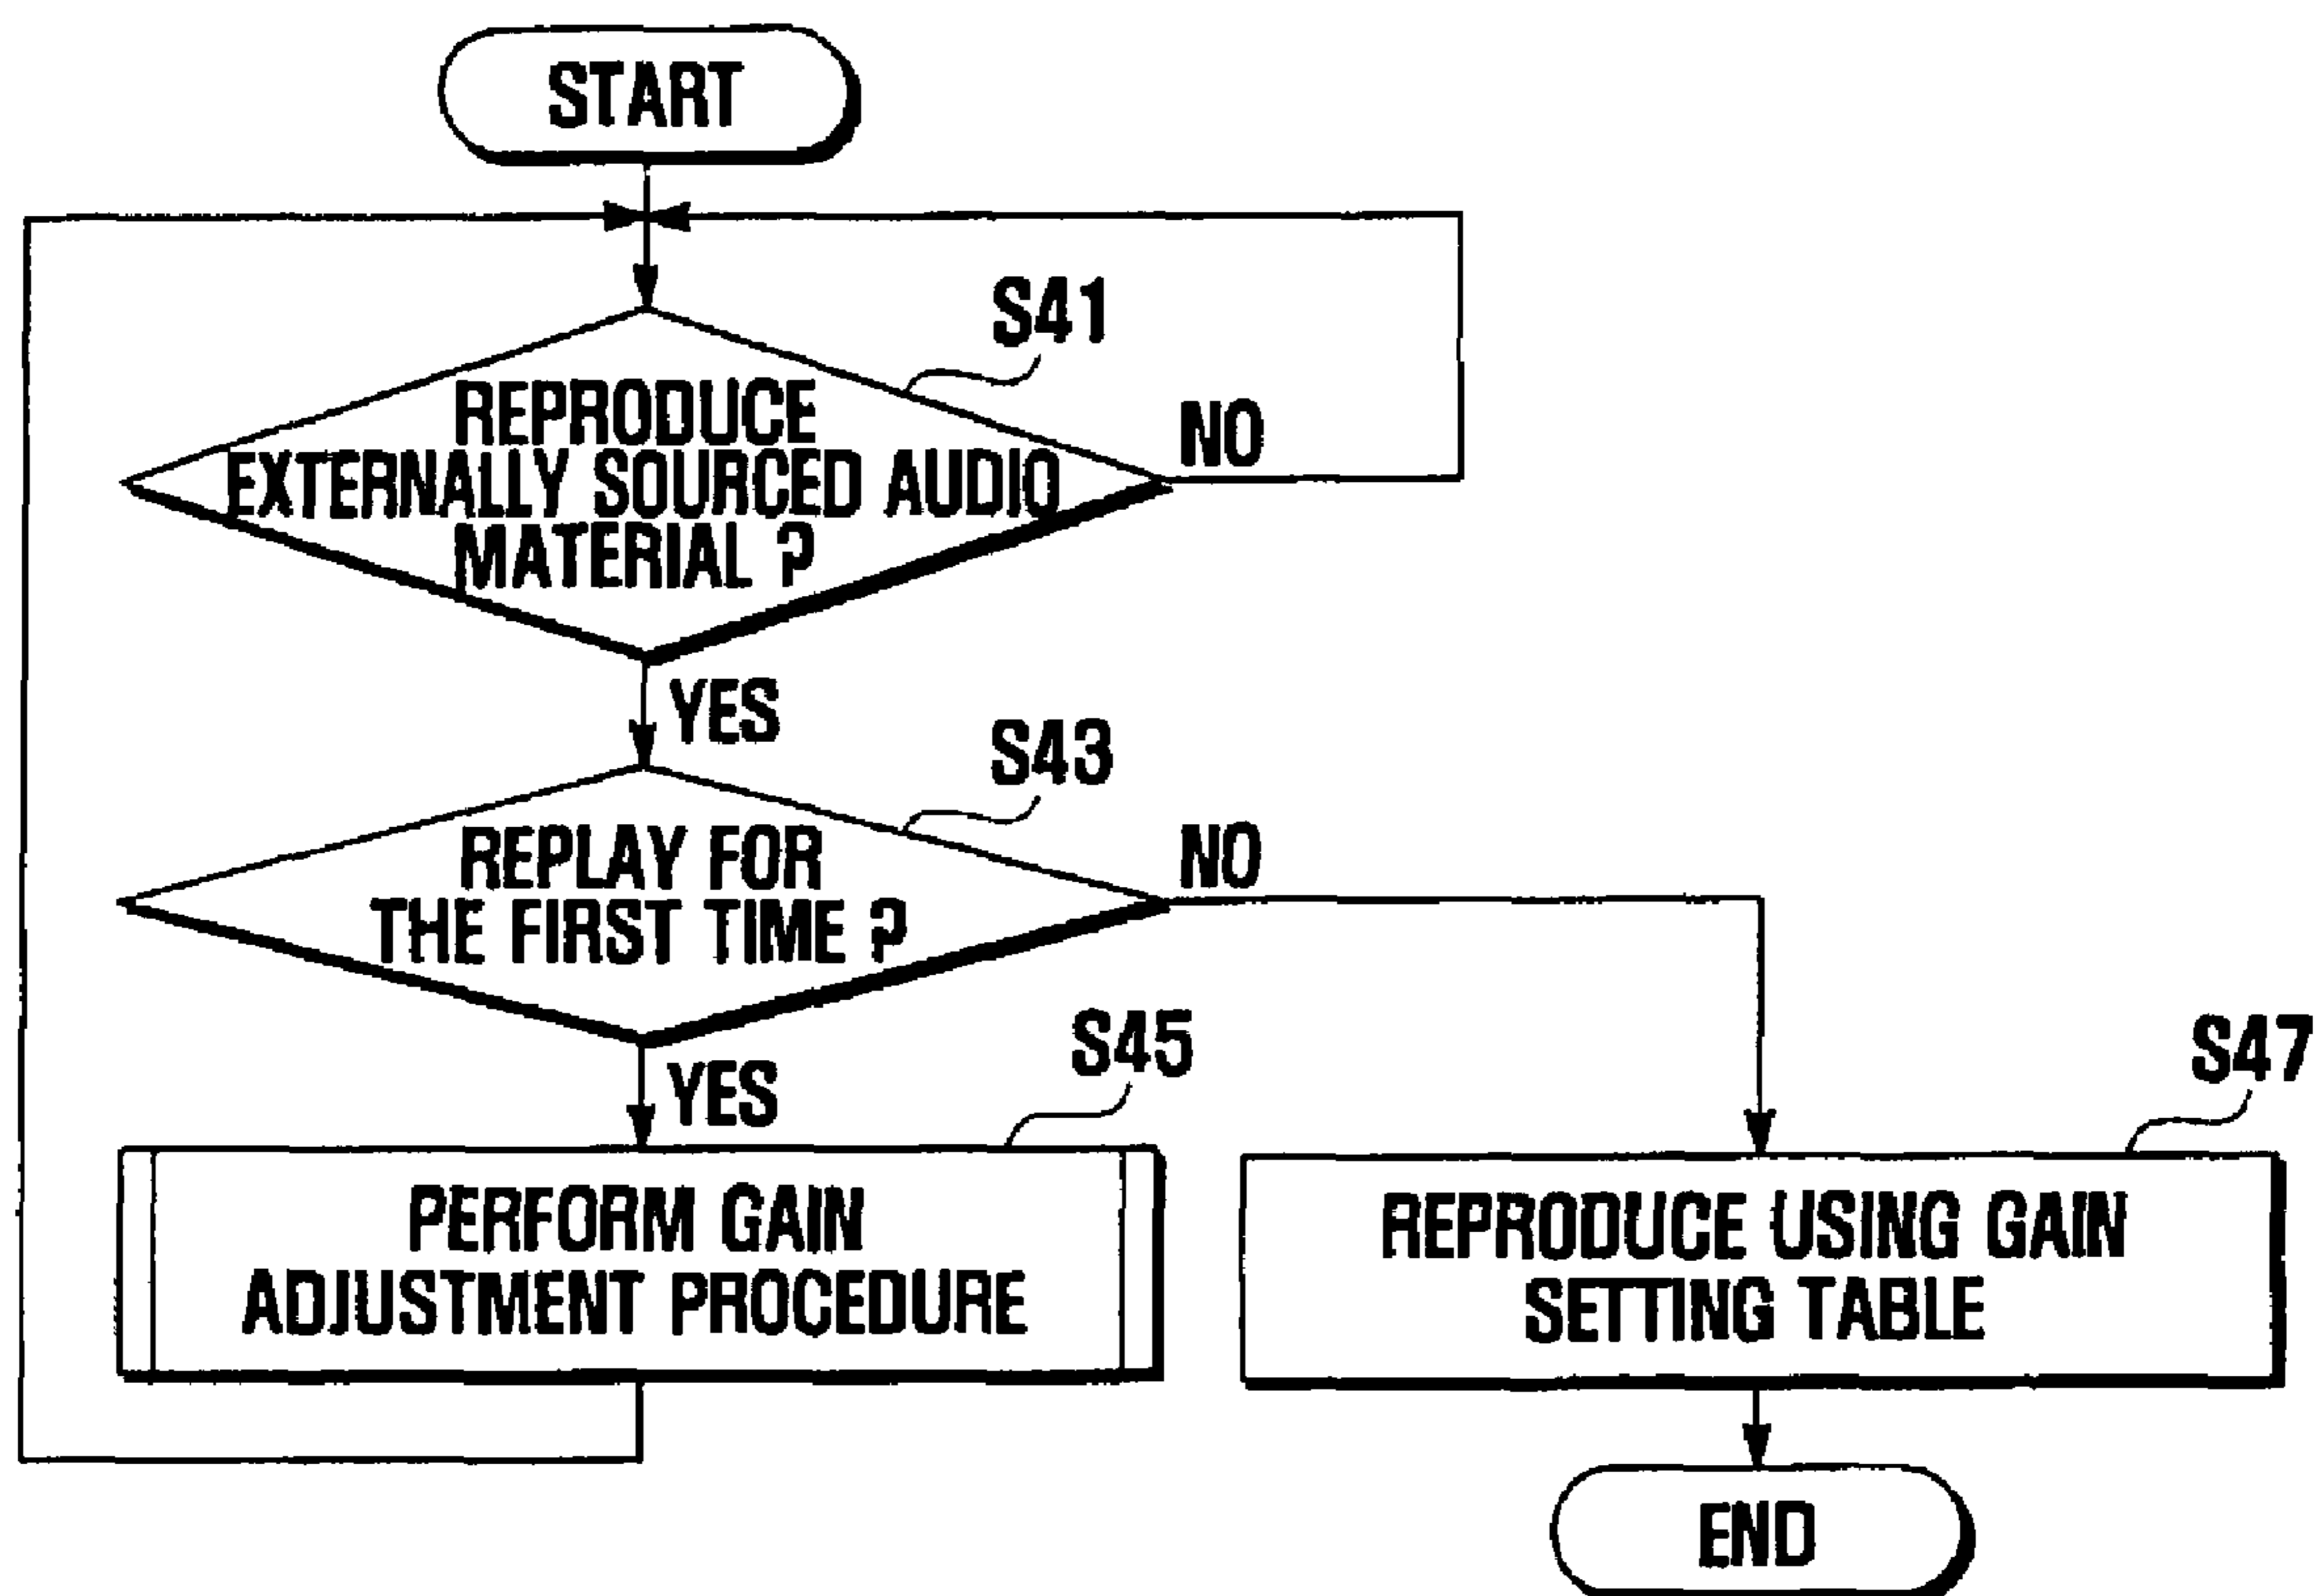 START
S41
REPRODUCE
EXTERNALLY SOURCED AUDIO
MATERIAL ?
NO
YES
S43
REPLAY FOR
THE FIRST TIME ?
NO
YES
S45
PERFORM GAIN
ADJUSTMENT PROCEDURE
S47
REPRODUCE USING GAIN
SETTING TABLE
END